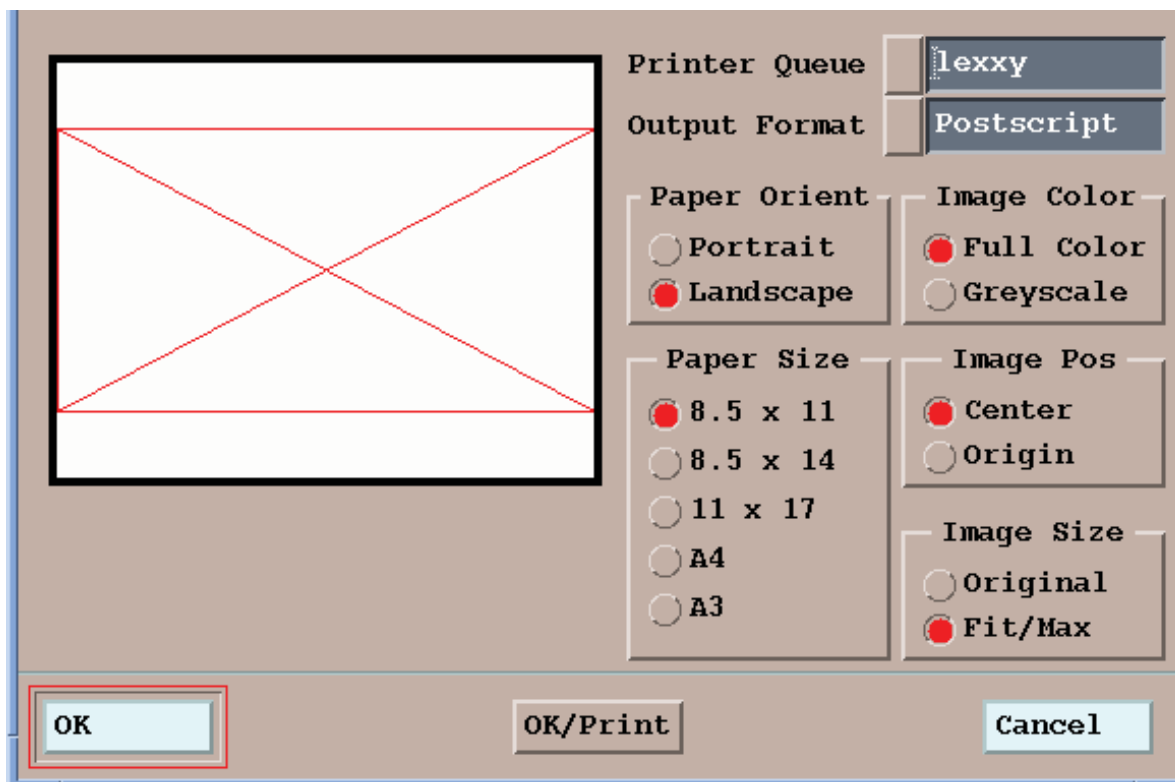 Printer Queue lexxy
Output Format Postscript
Paper Orient
Portrait
Landscape
Image Color
Full Color
Greyscale
Paper Size
8.5 x 11
8.5 x 14
11 x 17
A4
A3
Image Pos
Center
Origin
Image Size
Original
Fit/Max
OK
OK/Print
Cancel